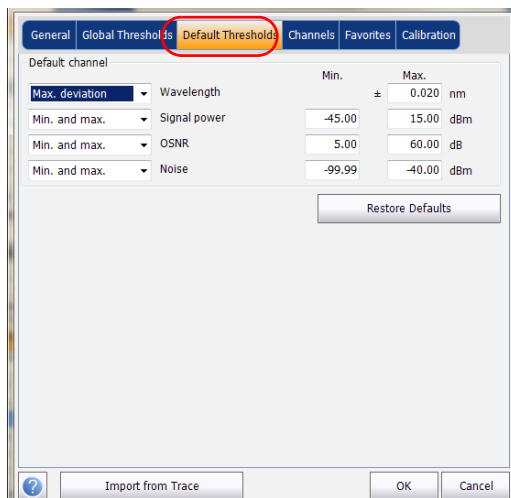 General Global Thresholds Default Thresholds Channels Favorites Calibration
Default channel
Min. Max.
Max. deviation Wavelength ± 0.020 nm
Min. and max. Signal power -45.00 15.00 dBm
Min. and max. OSNR 5.00 60.00 dB
Min. and max. Noise -99.99 -40.00 dBm
Restore Defaults
? Import from Trace OK Cancel